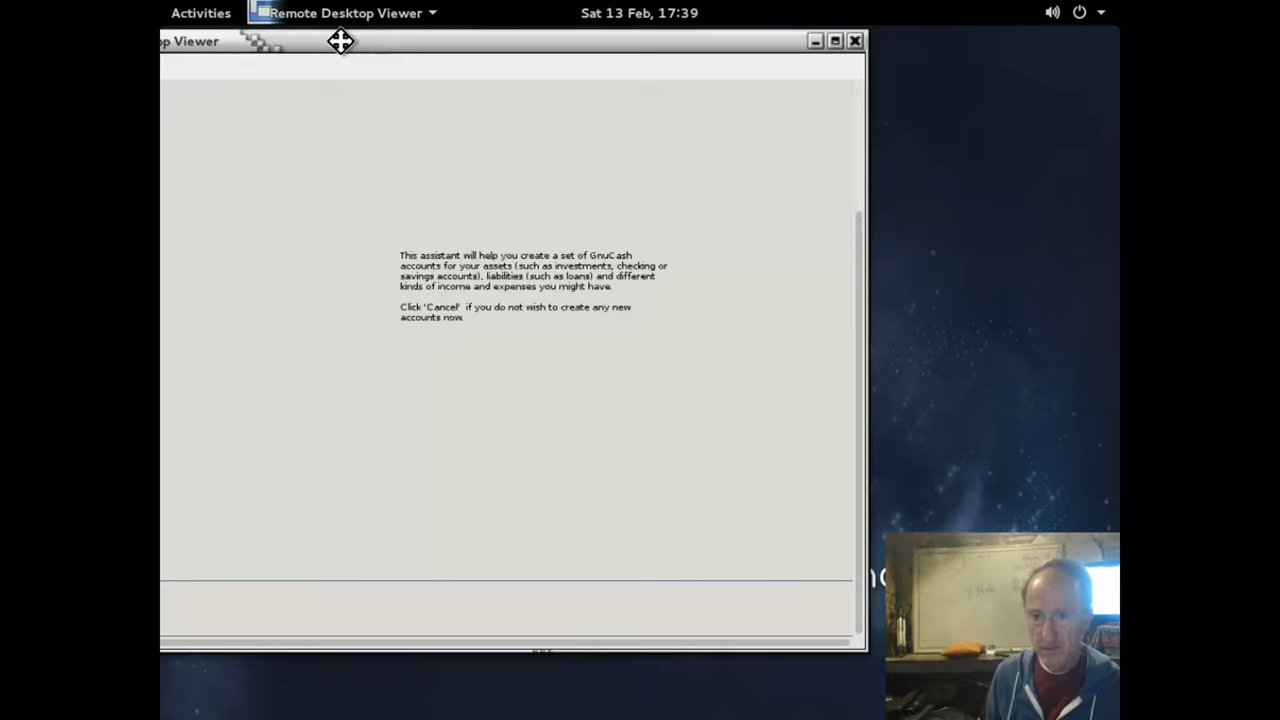 Activities
Remote Desktop Viewer
Sat 13 Feb, 17:39
op Viewer
This assistant will help you create a set of GnuCash
accounts for your assets (such as investments, checking or
savings accounts), liabilities (such as loans) and different
kinds of income and expenses you might have.
Click 'Cancel' if you do not wish to create any new
accounts now.